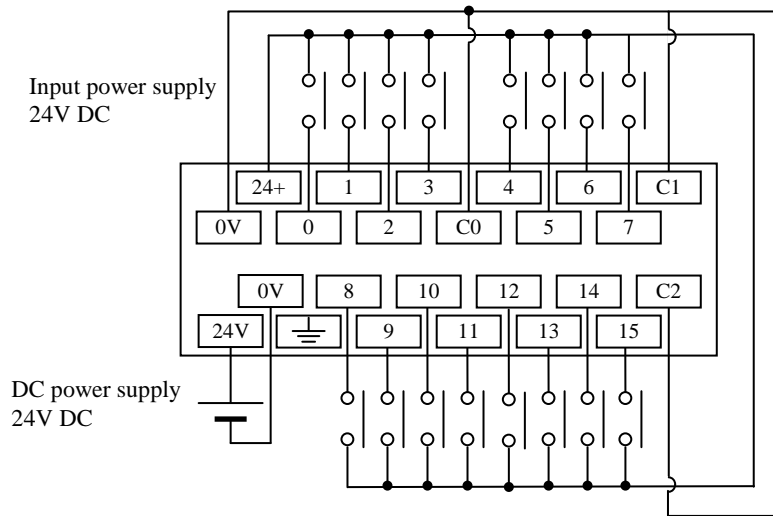 Input power supply
24V DC
24+ 1 3 4 6 C1
0V 0 2 C0 5 7
0V 8 10 12 14 C2
24V 9 11 13 15
DC power supply
24V DC